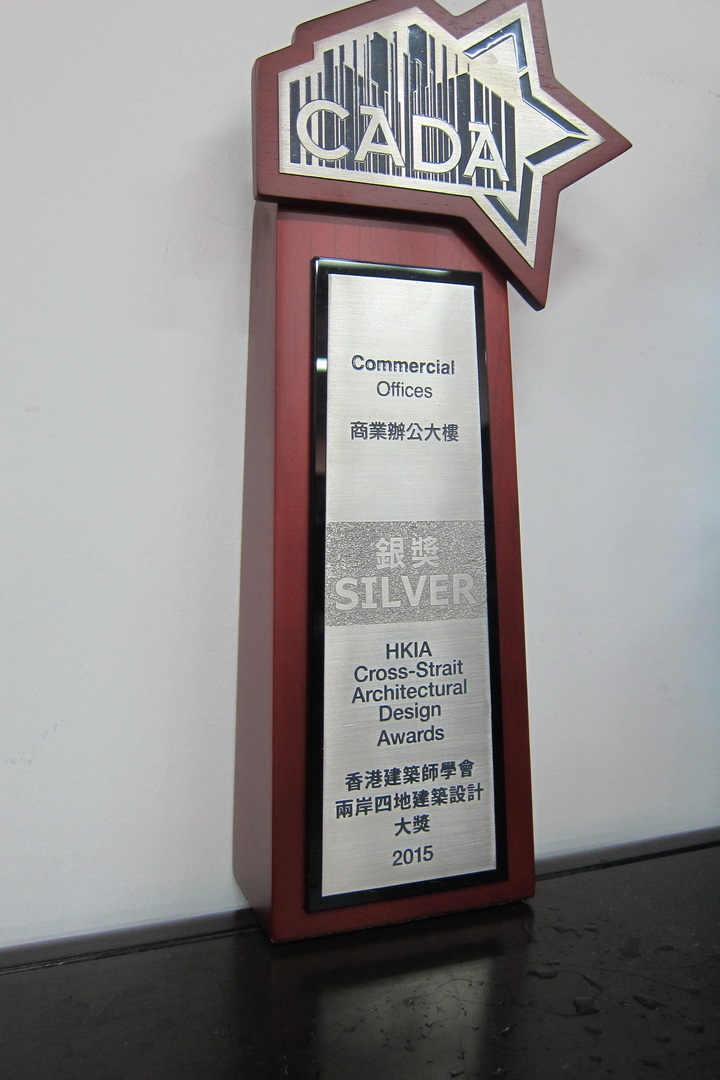 CADA
Commercial
Offices
商業辦公大樓
銀獎
SILVER
HKIA
Cross-Strait
Architectural
Design
Awards
香港建築師學會
兩岸四地建築設計
大獎
2015